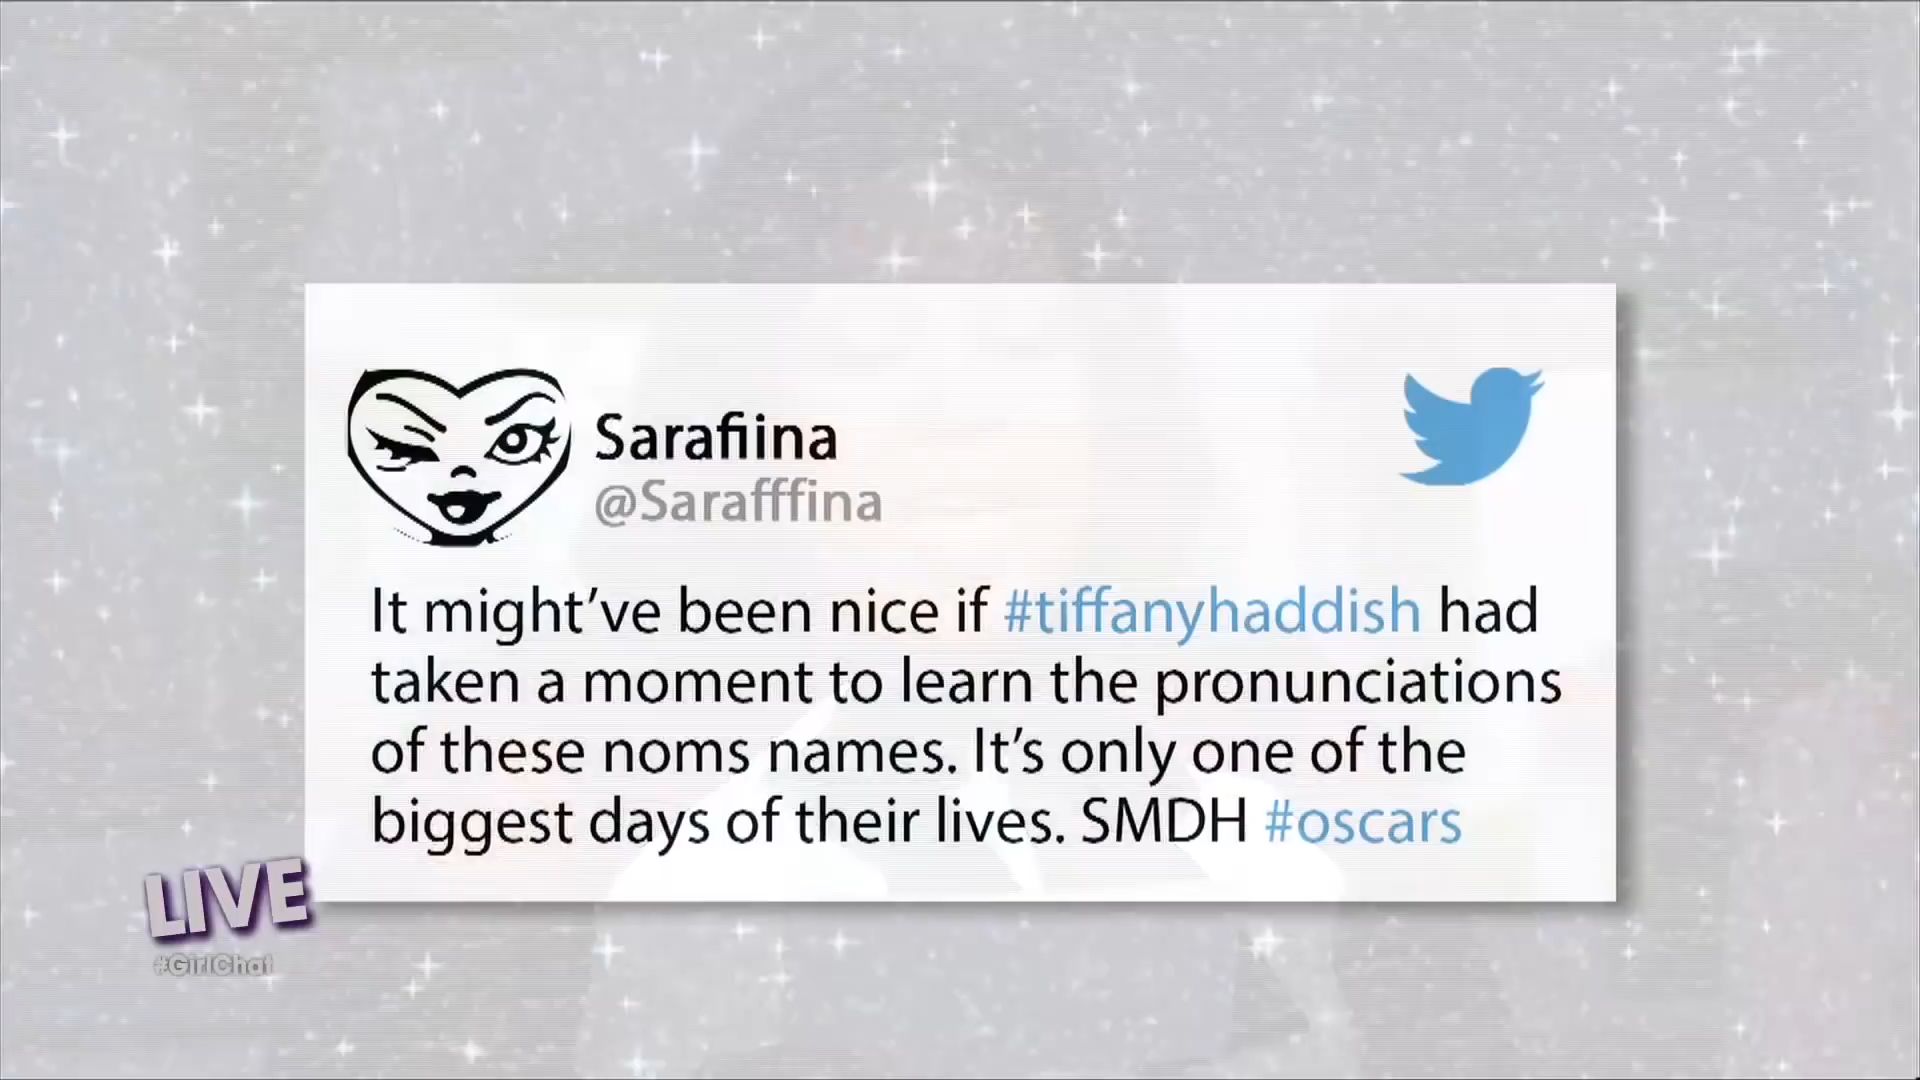 Sarafiina
@Sarafffina
It might’ve been nice if #tiffanyhaddish had
taken a moment to learn the pronunciations
of these noms names. It’s only one of the
biggest days of their lives. SMDH #oscars
LIVE
#GirlChat